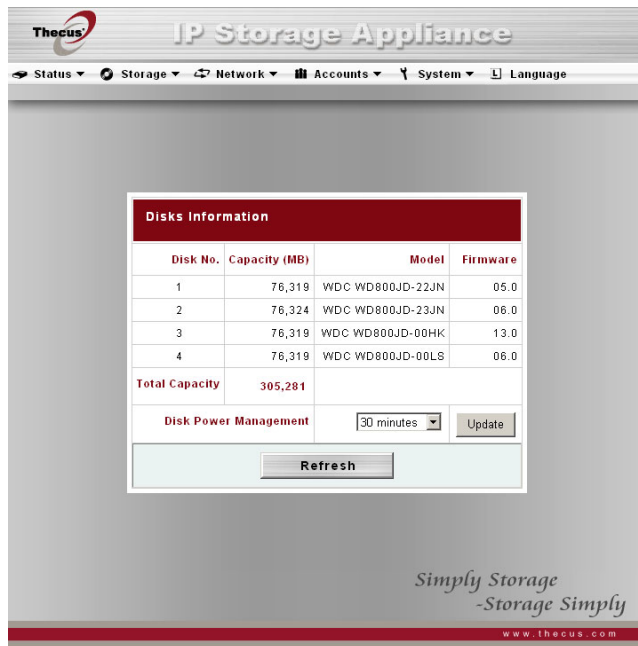 Thecus
IP Storage Appliance
Status Storage Network Accounts System L Language
Disks Information
Disk No. Capacity (MB) Model Firmware
1 76,319 WDC WD800JD-22JN 05.0
2 76,324 WDC WD800JD-23JN 06.0
3 76,319 WDC WD800JD-00HK 13.0
4 76,319 WDC WD800JD-00LS 06.0
Total Capacity 305,281
Disk Power Management 30 minutes Update
Refresh
Simply Storage
-Storage Simply
www.thecus.com